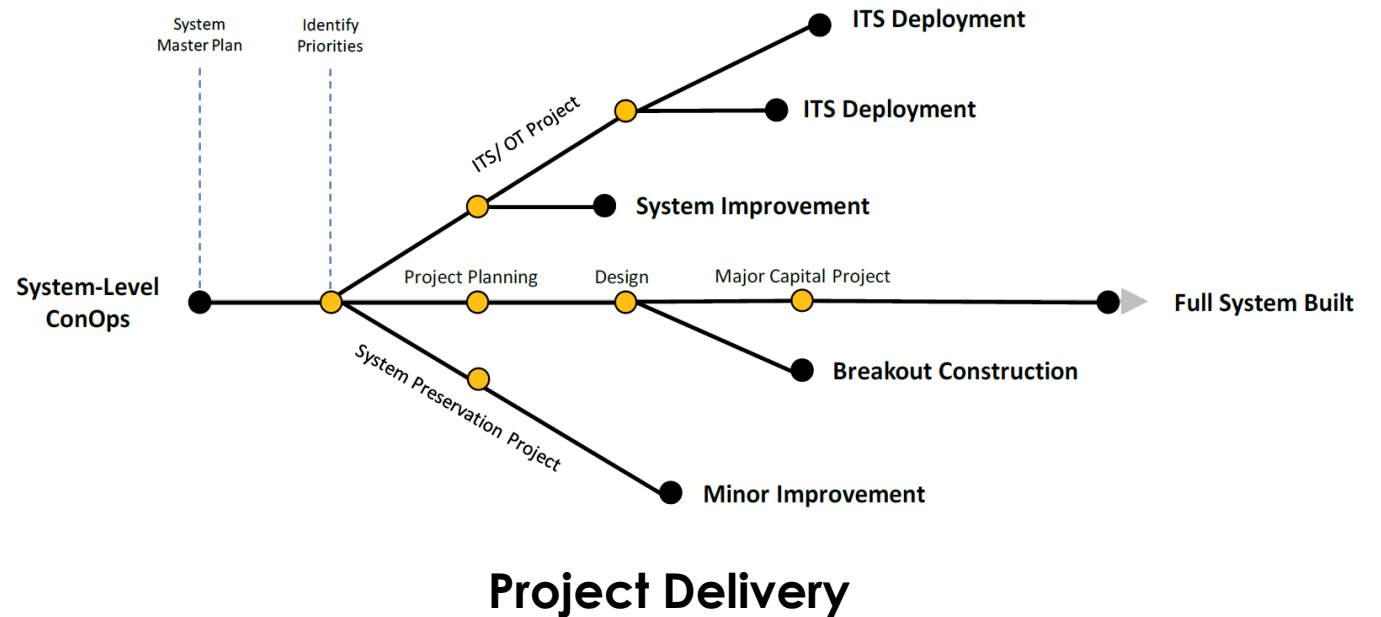 System
Master Plan
Identify
Priorities
ITS Deployment
ITS Deployment
ITS/ OT Project
System Improvement
System-Level
ConOps
Project Planning
Design
Major Capital Project
Full System Built
Breakout Construction
System Preservation Project
Minor Improvement
Project Delivery